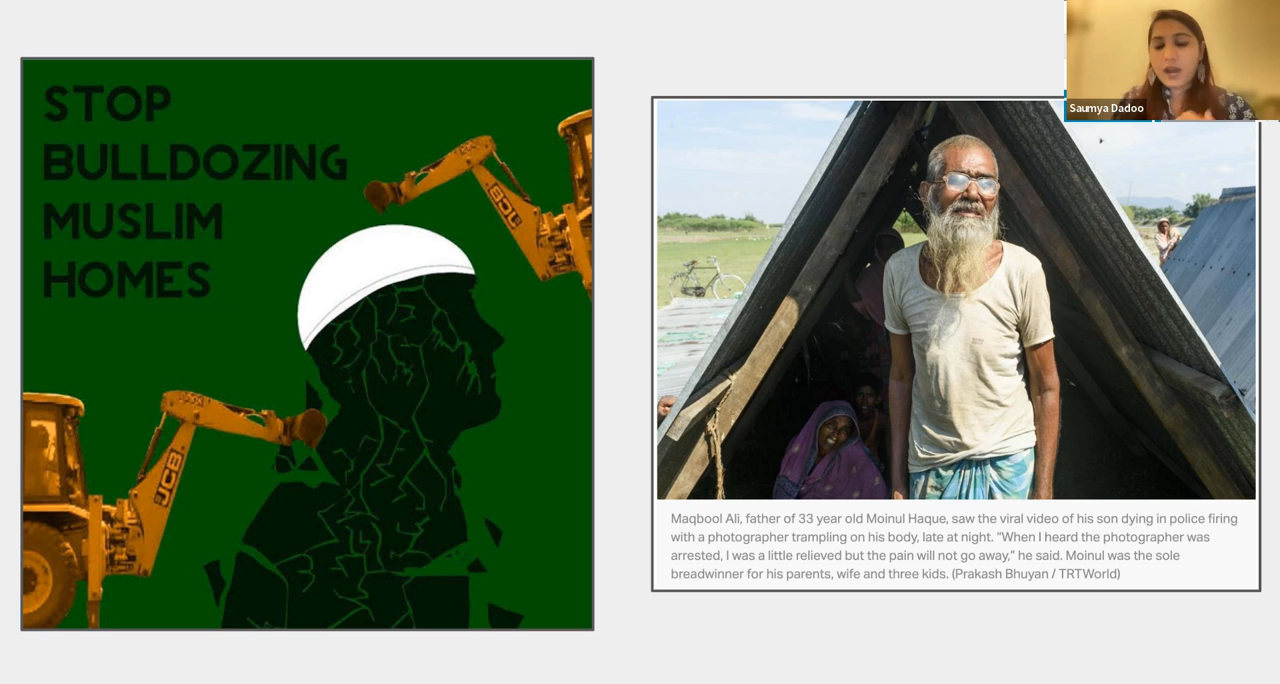 STOP
BULLDOZING
MUSLIM
HOMES
JCB
JCB
Saumya Dadoo
Maqbool Ali, father of 33 year old Moinul Haque, saw the viral video of his son dying in police firing
with a photographer trampling on his body, late at night. “When I heard the photographer was
arrested, I was a little relieved but the pain will not go away,” he said. Moinul was the sole
breadwinner for his parents, wife and three kids. (Prakash Bhuyan / TRTWorld)